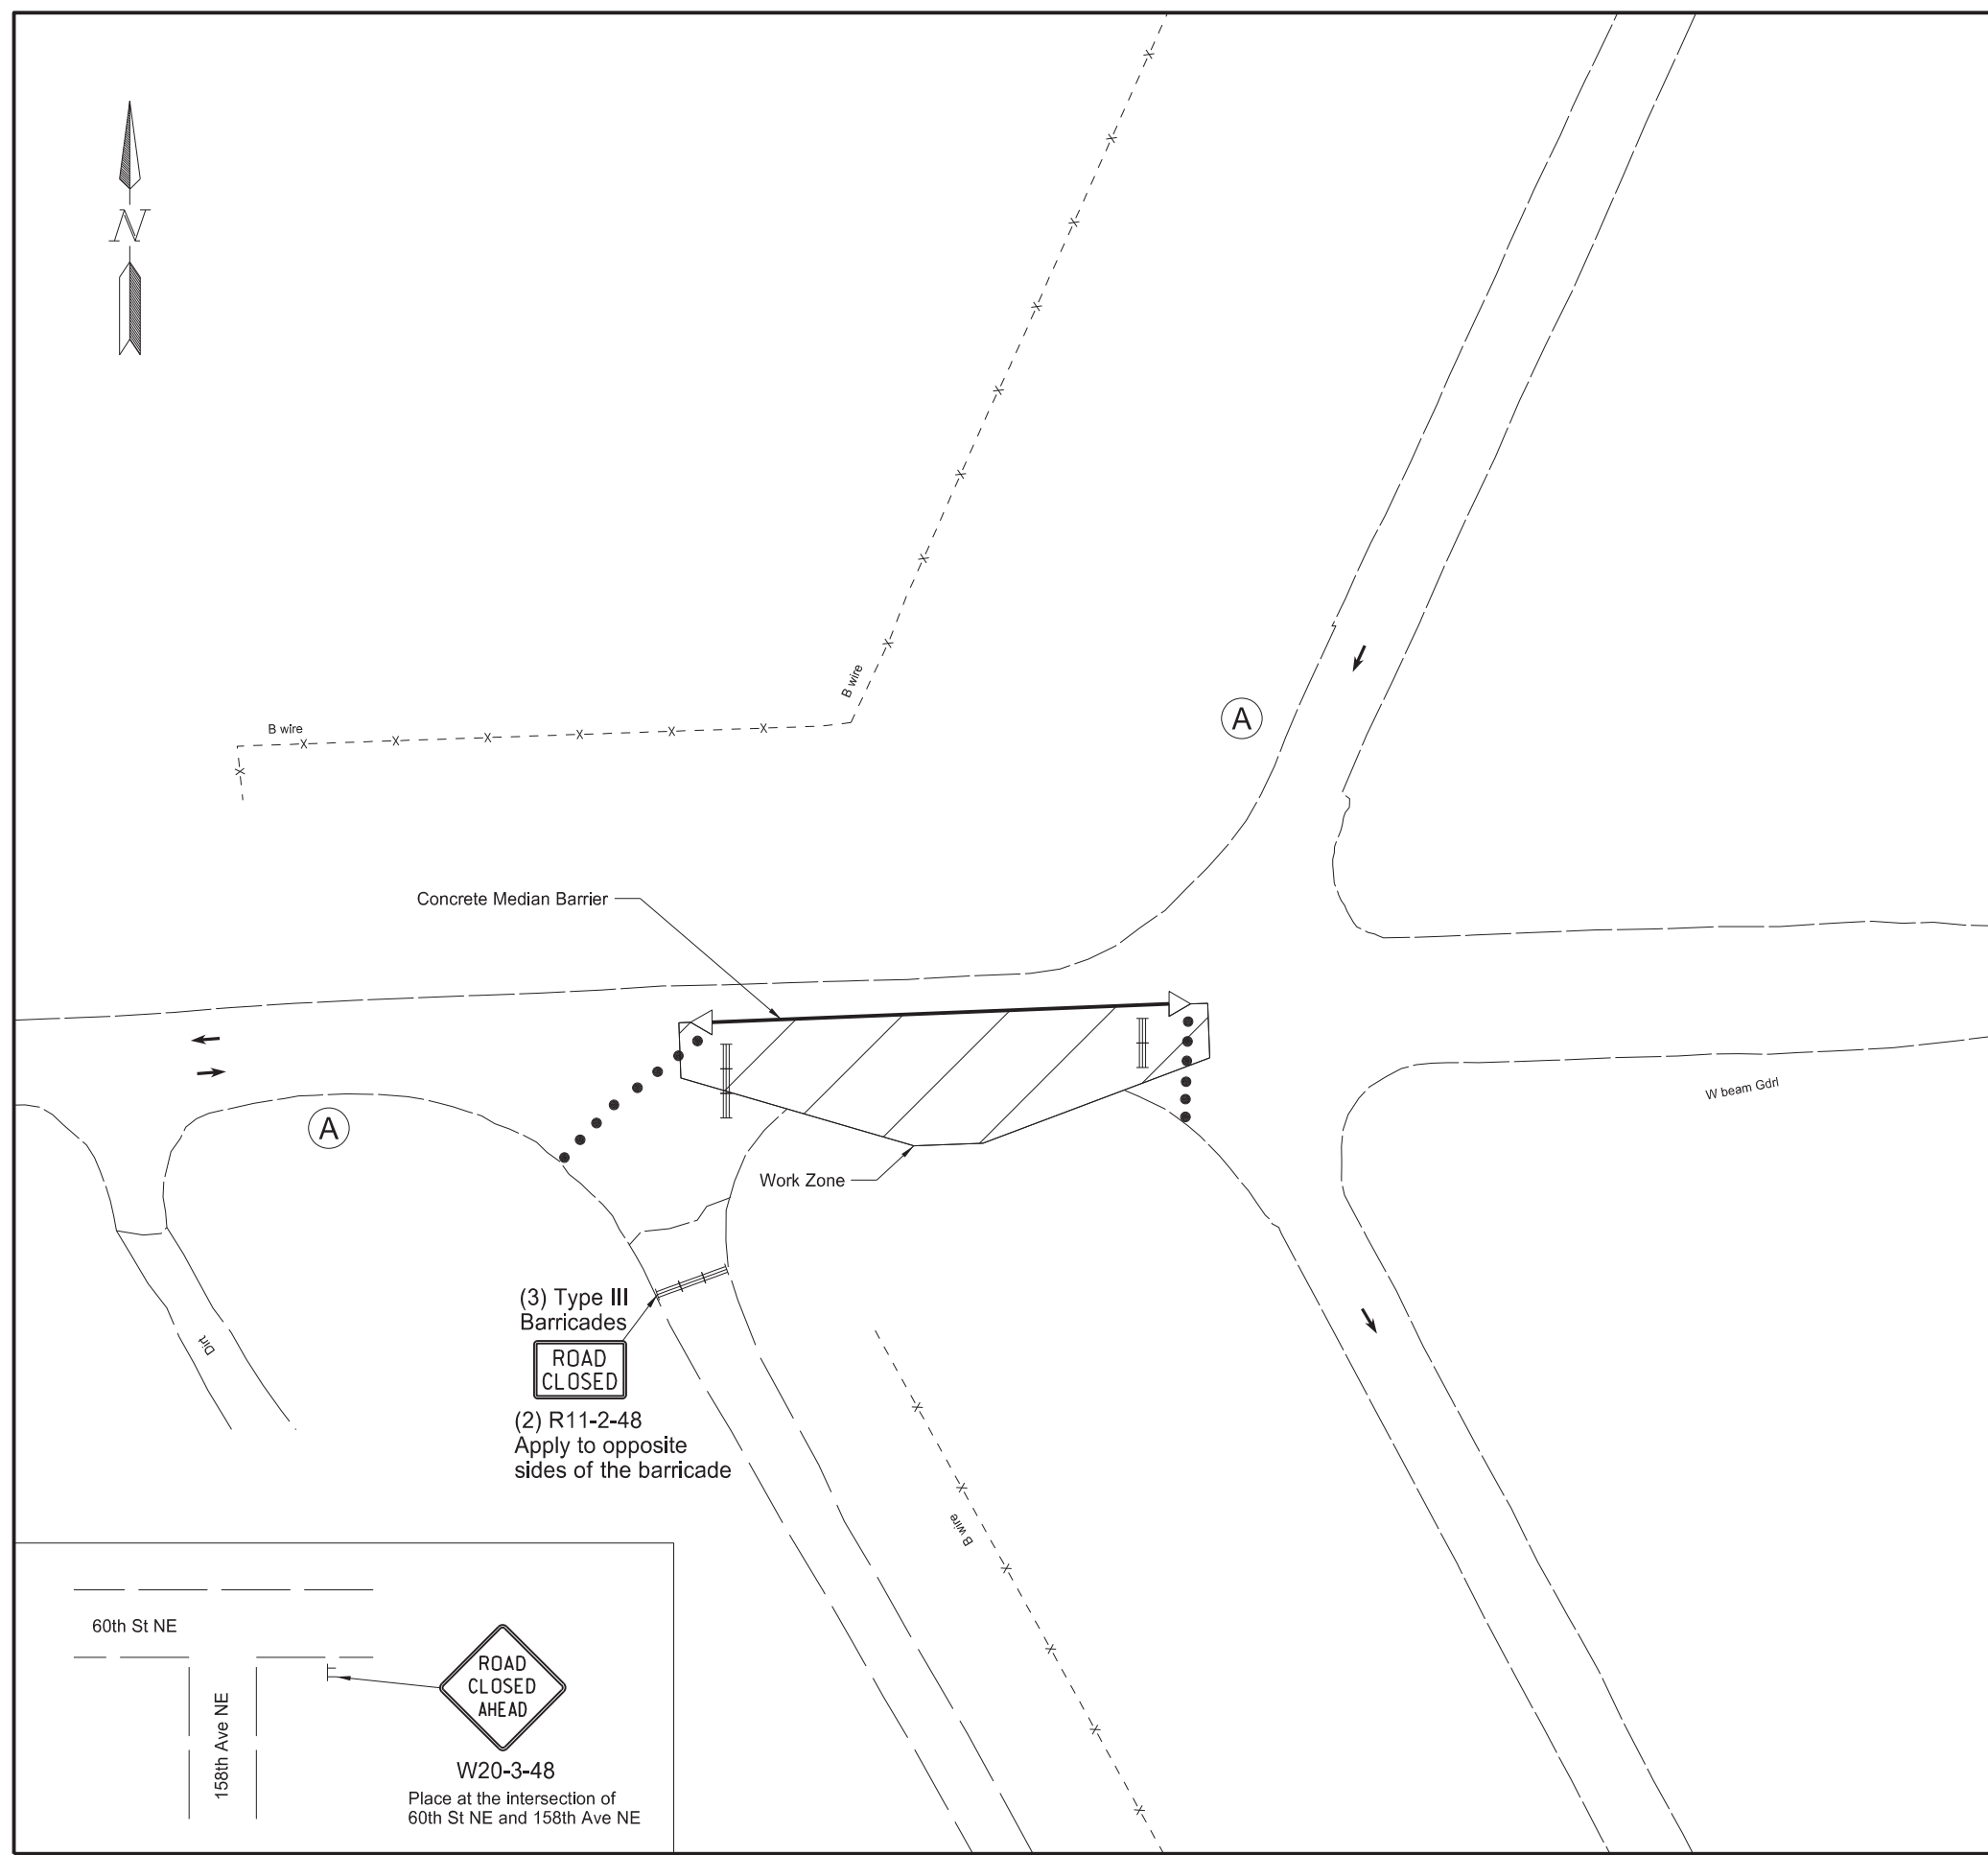 N
B wire
B wire
A
Concrete Median Barrier
A
W beam Gdrl
Work Zone
(3) Type III
Barricades
ROAD
CLOSED
(2) R11-2-48
Apply to opposite
sides of the barricade
Dirt
B wire
60th St NE
158th Ave NE
ROAD
CLOSED
AHEAD
W20-3-48
Place at the intersection of
60th St NE and 158th Ave NE